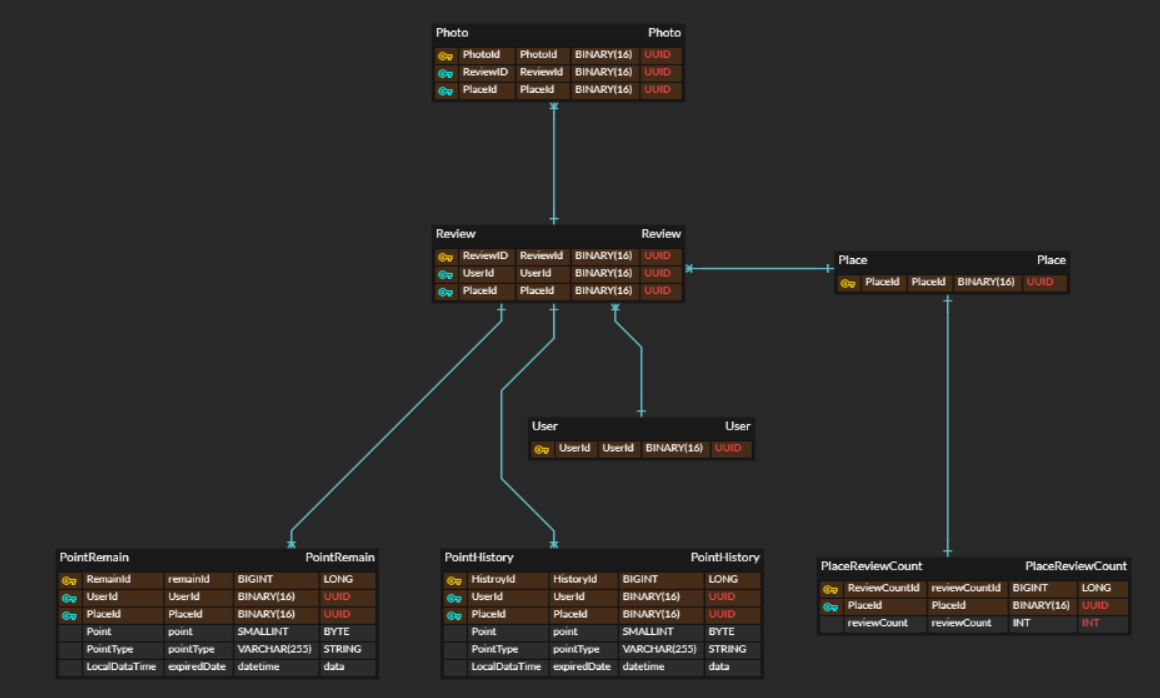 Photo Photo
PhotoId PhotoId BINARY(16) UUID
ReviewID ReviewId BINARY(16) UUID
PlaceId PlaceId BINARY(16) UUID
Review Review
ReviewID ReviewId BINARY(16) UUID
UserId UserId BINARY(16) UUID
PlaceId PlaceId BINARY(16) UUID
Place Place
PlaceId PlaceId BINARY(16) UUID
User User
UserId UserId BINARY(16) UUID
PointRemain PointRemain
RemainId remainId BIGINT LONG
UserId UserId BINARY(16) UUID
PlaceId PlaceId BINARY(16) UUID
Point point SMALLINT BYTE
PointType pointType VARCHAR(255) STRING
LocalDataTime expiredDate datetime data
PointHistory PointHistory
HistroyId HistoryId BIGINT LONG
UserId UserId BINARY(16) UUID
PlaceId PlaceId BINARY(16) UUID
Point point SMALLINT BYTE
PointType pointType VARCHAR(255) STRING
LocalDataTime expiredDate datetime data
PlaceReviewCount PlaceReviewCount
ReviewCountId reviewCountId BIGINT LONG
PlaceId PlaceId BINARY(16) UUID
reviewCount reviewCount INT INT